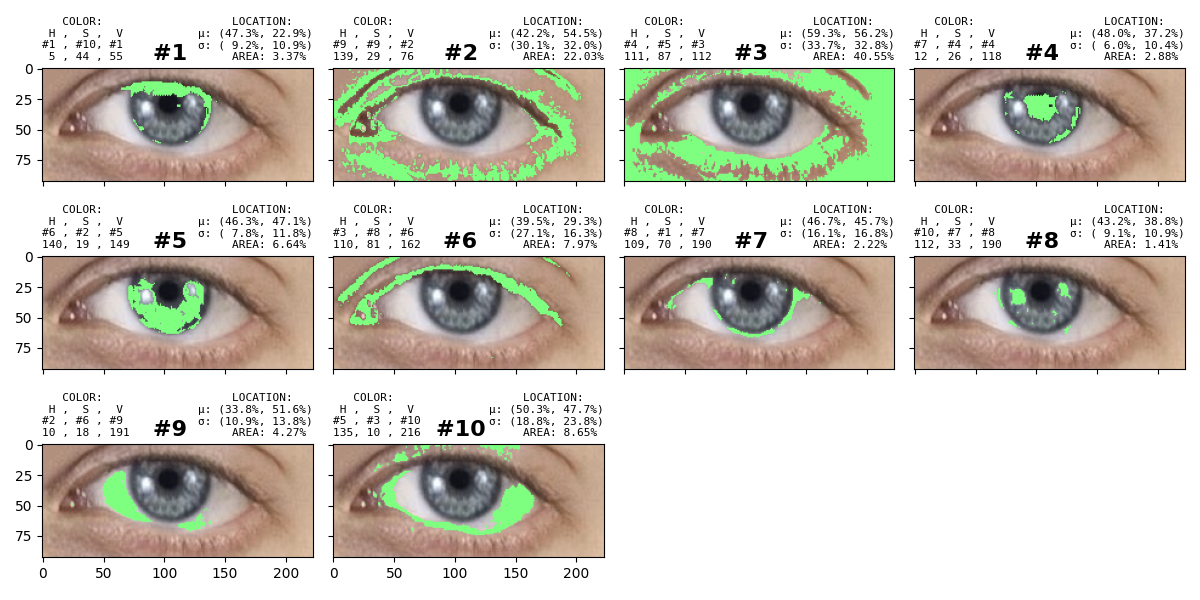 COLOR: LOCATION:
H , S , V μ: (47.3%, 22.9%)
#1 , #10, #1 #1 σ: ( 9.2%, 10.9%)
5 , 44 , 55 AREA: 3.37%
COLOR: LOCATION:
H , S , V μ: (42.2%, 54.5%)
#9 , #9 , #2 #2 σ: (30.1%, 32.0%)
139, 29 , 76 AREA: 22.03%
COLOR: LOCATION:
H , S , V μ: (59.3%, 56.2%)
#4 , #5 , #3 #3 σ: (33.7%, 32.8%)
111, 87 , 112 AREA: 40.55%
COLOR: LOCATION:
H , S , V μ: (48.0%, 37.2%)
#7 , #4 , #4 #4 σ: ( 6.0%, 10.4%)
12 , 26 , 118 AREA: 2.88%
0
25
50
75
COLOR: LOCATION:
H , S , V μ: (46.3%, 47.1%)
#6 , #2 , #5 #5 σ: ( 7.8%, 11.8%)
140, 19 , 149 AREA: 6.64%
COLOR: LOCATION:
H , S , V μ: (39.5%, 29.3%)
#3 , #8 , #6 #6 σ: (27.1%, 16.3%)
110, 81 , 162 AREA: 7.97%
COLOR: LOCATION:
H , S , V μ: (46.7%, 45.7%)
#8 , #1 , #7 #7 σ: (16.1%, 16.8%)
109, 70 , 190 AREA: 2.22%
COLOR: LOCATION:
H , S , V μ: (43.2%, 38.8%)
#10, #7 , #8 #8 σ: ( 9.1%, 10.9%)
112, 33 , 190 AREA: 1.41%
0
25
50
75
COLOR: LOCATION:
H , S , V μ: (33.8%, 51.6%)
#2 , #6 , #9 #9 σ: (10.9%, 13.8%)
10 , 18 , 191 AREA: 4.27%
COLOR: LOCATION:
H , S , V μ: (50.3%, 47.7%)
#5 , #3 , #10 #10 σ: (18.8%, 23.8%)
135, 10 , 216 AREA: 8.65%
0
25
50
75
0 50 100 150 200
0 50 100 150 200